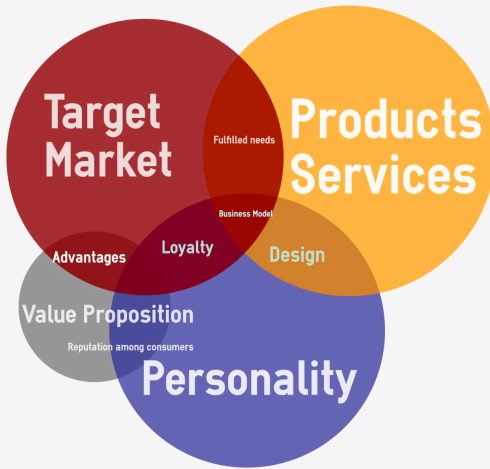 Target
Market
Products
Services
Fulfilled needs
Business Model
Advantages
Loyalty
Design
Value Proposition
Reputation among consumers
Personality